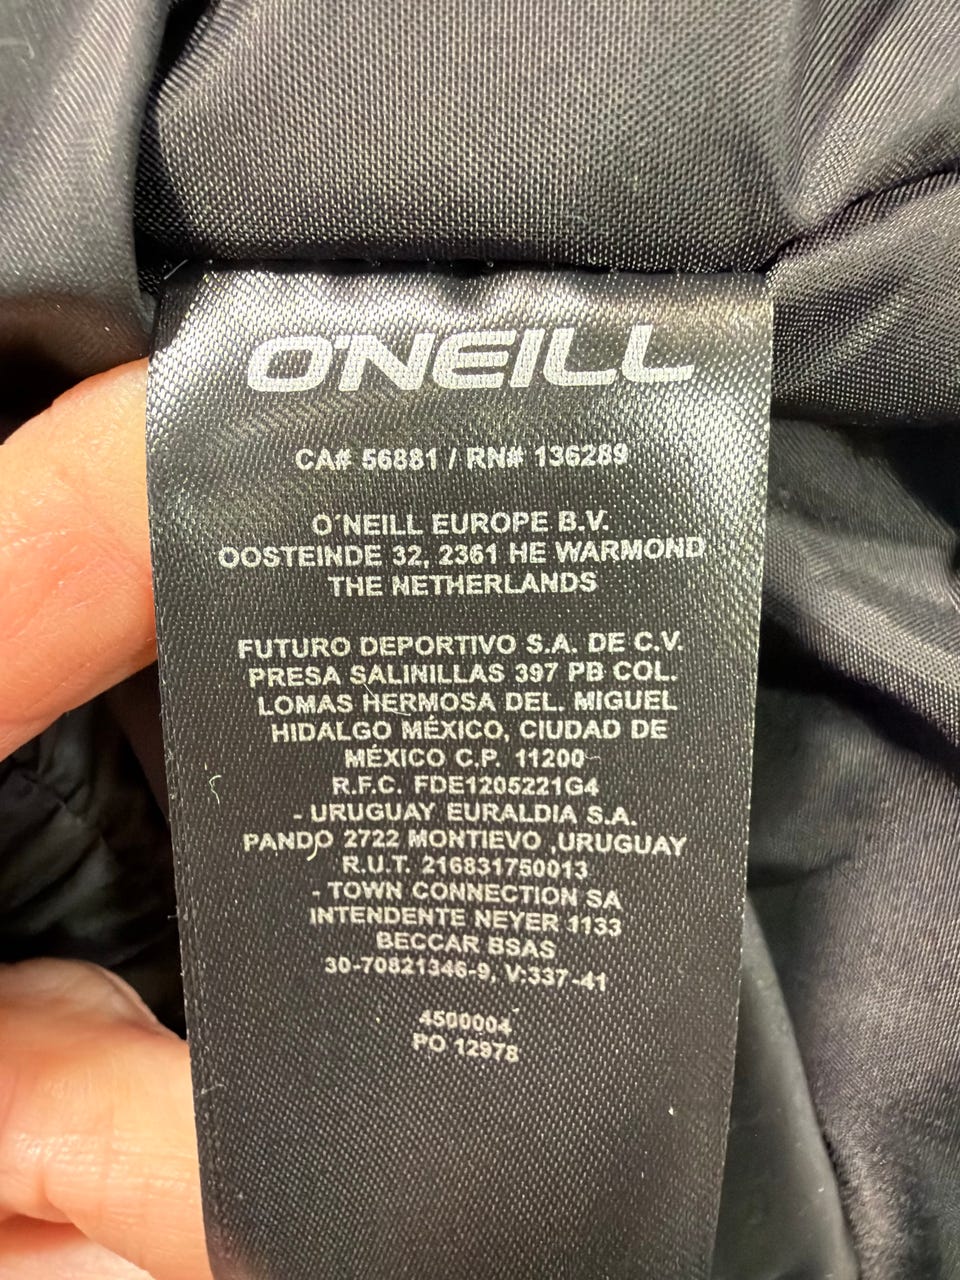 O'NEILL
CA# 56881 / RN# 136289
O´NEILL EUROPE B.V.
OOSTEINDE 32, 2361 HE WARMOND
THE NETHERLANDS
FUTURO DEPORTIVO S.A. DE C.V.
PRESA SALINILLAS 397 PB COL.
LOMAS HERMOSA DEL. MIGUEL
HIDALGO MÉXICO, CIUDAD DE
MÉXICO C.P. 11200
R.F.C. FDE1205221G4
- URUGUAY EURALDIA S.A.
PANDO 2722 MONTIEVO ,URUGUAY
R.U.T. 216831750013
- TOWN CONNECTION SA
INTENDENTE NEYER 1133
BECCAR BSAS
30-70821346-9, V:337-41
4500004
PO 12978